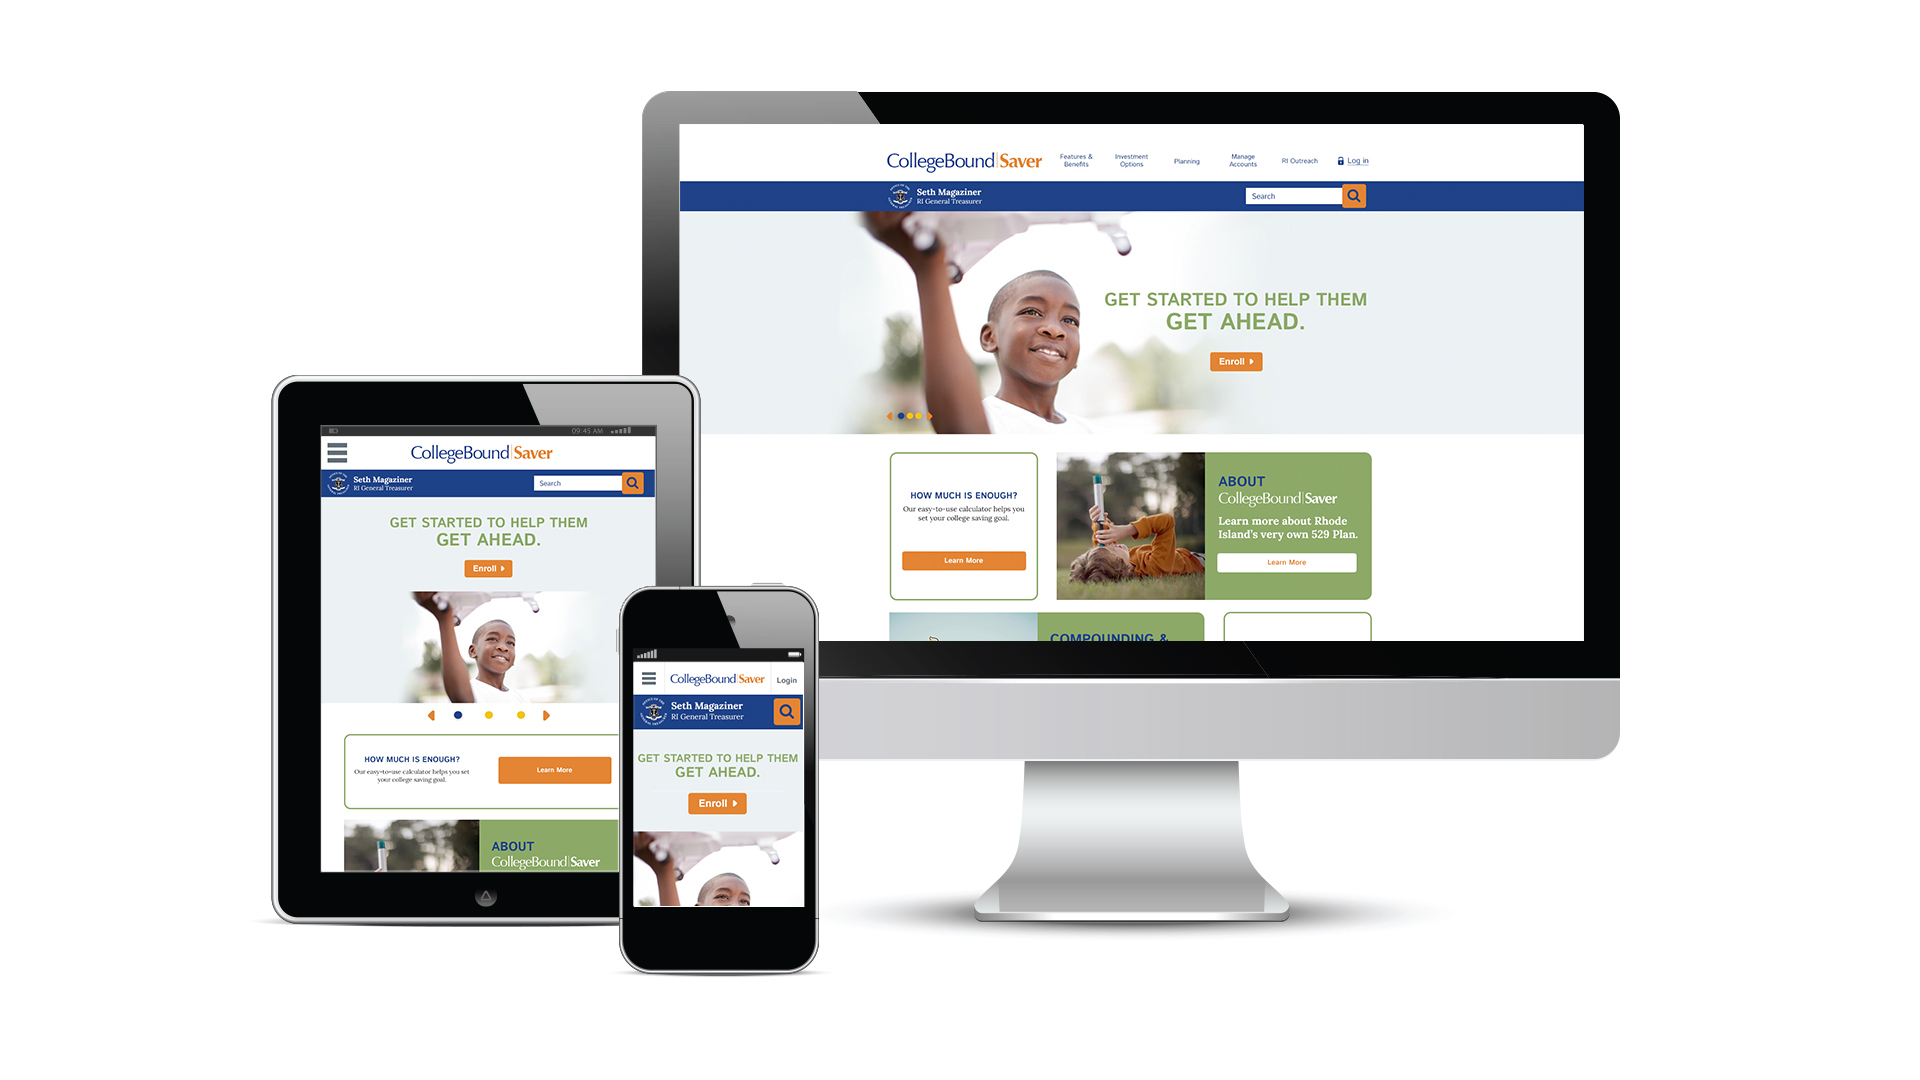 CollegeBound|Saver
Features &
Benefits
Investment
Options
Planning
Manage
Accounts
RI Outreach
Log in
Seth Magaziner
RI General Treasurer
Search
GET STARTED TO HELP THEM
GET AHEAD.
Enroll
HOW MUCH IS ENOUGH?
Our easy-to-use calculator helps you
set your college saving goal.
Learn More
ABOUT
CollegeBound|Saver
Learn more about Rhode
Island's very own 529 Plan.
Learn More
COMPOUNDING &
09:45 AM
CollegeBound|Saver
Seth Magaziner
RI General Treasurer
Search
GET STARTED TO HELP THEM
GET AHEAD.
Enroll
HOW MUCH IS ENOUGH?
Our easy-to-use calculator helps you
set your college saving goal.
Learn More
ABOUT
CollegeBound|Saver
CollegeBound|Saver
Login
Seth Magaziner
RI General Treasurer
GET STARTED TO HELP THEM
GET AHEAD.
Enroll